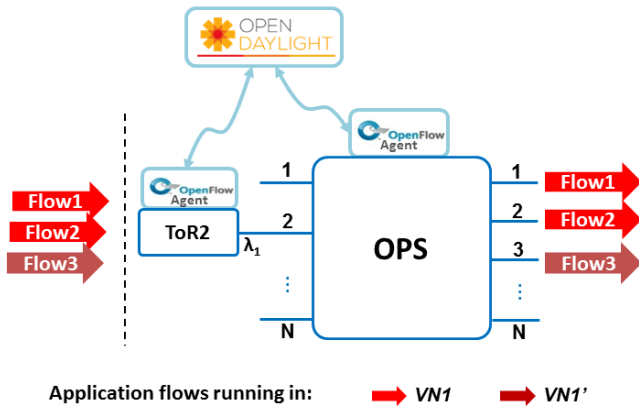 OPEN
DAYLIGHT
OpenFlow
Agent
OpenFlow
Agent
1
1
Flow1
Flow1
ToR2
2
2
Flow2
Flow2
λ1
OPS
3
Flow3
Flow3
⋮
⋮
N
N
Application flows running in:
VN1
VN1’